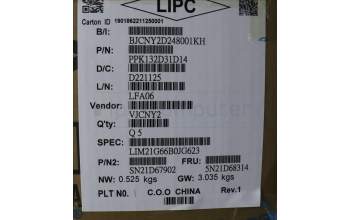 LIPC
Carton ID 1901862211250001
B/I: BJCNY2D248001KH
P/N: PPK132D31D14
D/C: D221125
L/N: LFA06
Vendor: VJCNY2
Q'ty: Q 5
SPEC: LIM21G66B0JG623
P/N2: SN21D67902 FRU: 5N21D68314
NW: 0.525 kgs GW: 3.035 kgs
PLT N0. C.O.O CHINA Rev.1